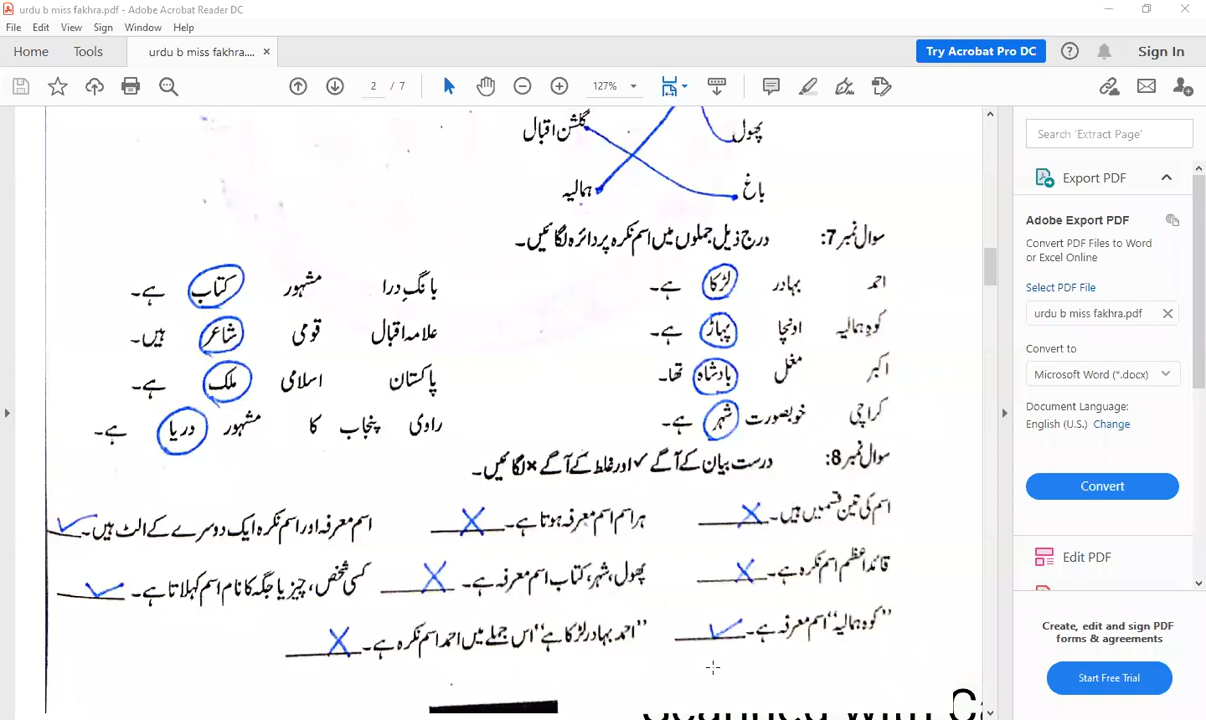 urdu b miss fakhra.pdf - Adobe Acrobat Reader DC
File Edit View Sign Window Help
Home Tools urdu b miss fakhra.... × Try Acrobat Pro DC Sign In
2 / 7 127%
پھول گلشن اقبال
باغ ہمالیہ
سوال نمبر 7: درج ذیل جملوں میں اسم نکرہ پر دائرہ لگائیں۔
احمد بہادر لڑکا ہے۔ بانگِ درا مشہور کتاب ہے۔
کوہِ ہمالیہ اونچا پہاڑ ہے۔ علامہ اقبال قومی شاعر ہیں۔
اکبر مغل بادشاہ تھا۔ پاکستان اسلامی ملک ہے۔
کراچی خوبصورت شہر ہے۔ راوی پنجاب کا مشہور دریا ہے۔
سوال نمبر 8: درست بیان کے آگے ✓ اور غلط کے آگے × لگائیں۔
اسم کی تین قسمیں ہیں۔ X ہر اسم اسم معرفہ ہوتا ہے۔ X اسم معرفہ اور اسم نکرہ ایک دوسرے کے الٹ ہیں۔ ✓
قائداعظم اسم نکرہ ہے۔ X پھول، شہر، کتاب اسم معرفہ ہے۔ X کسی شخص، چیز یا جگہ کا نام اسم کہلاتا ہے۔ ✓
"کوہ ہمالیہ" اسم معرفہ ہے۔ ✓ "احمد بہادر لڑکا ہے" اس جملے میں احمد اسم نکرہ ہے۔ X
Search 'Extract Page'
Export PDF
Adobe Export PDF
Convert PDF Files to Word
or Excel Online
Select PDF File
urdu b miss fakhra.pdf ×
Convert to
Microsoft Word (*.docx)
Document Language:
English (U.S.) Change
Convert
Edit PDF
Create, edit and sign PDF
forms & agreements
Start Free Trial